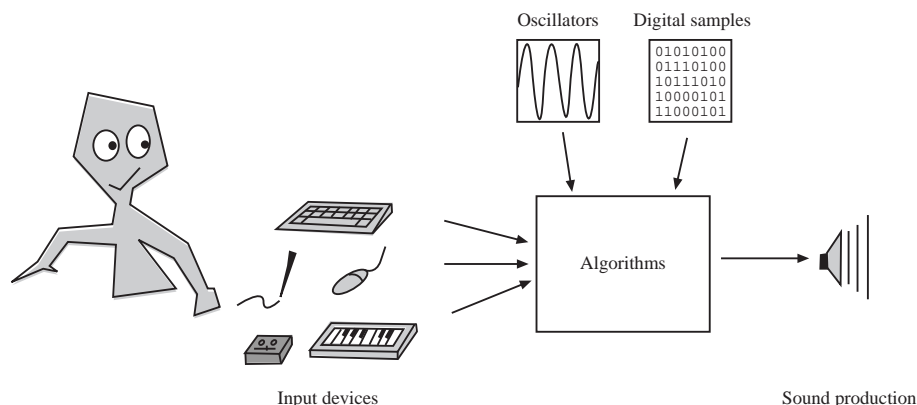 Oscillators
Digital samples
01010100
01110100
10111010
10000101
11000101
Algorithms
Input devices
Sound production